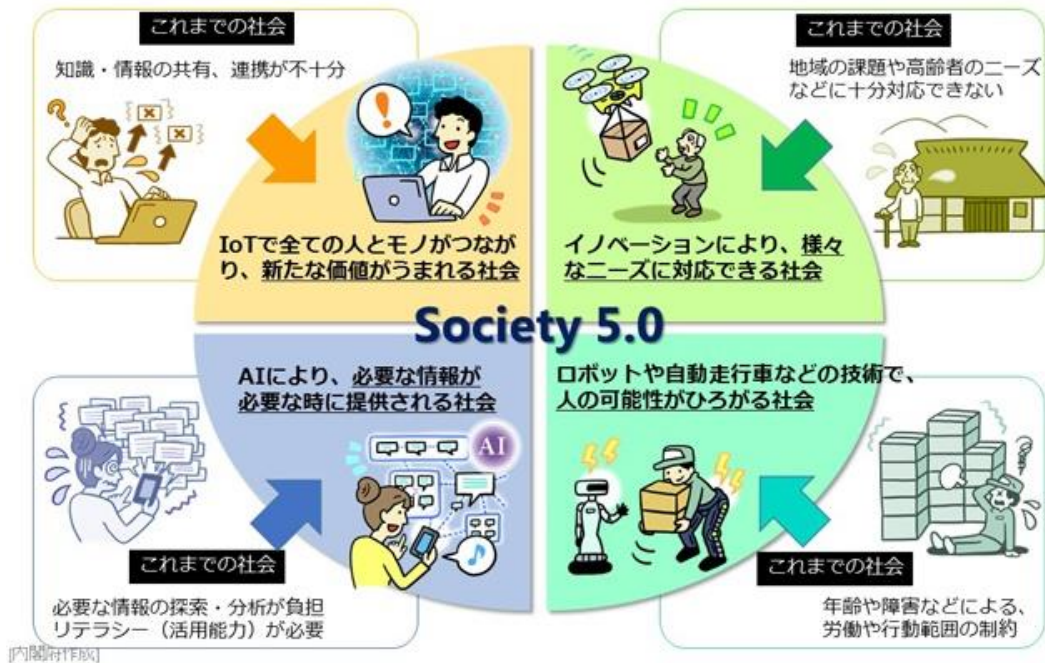 これまでの社会
知識・情報の共有、連携が不十分
IoTで全ての人とモノがつなが
り、新たな価値がうまれる社会
これまでの社会
地域の課題や高齢者のニーズ
などに十分対応できない
イノベーションにより、様々
なニーズに対応できる社会
Society 5.0
AIにより、必要な情報が
必要な時に提供される社会
AI
これまでの社会
必要な情報の探索・分析が負担
リテラシー（活用能力）が必要
ロボットや自動走行車などの技術で、
人の可能性がひろがる社会
これまでの社会
年齢や障害などによる、
労働や行動範囲の制約
[内閣府作成]